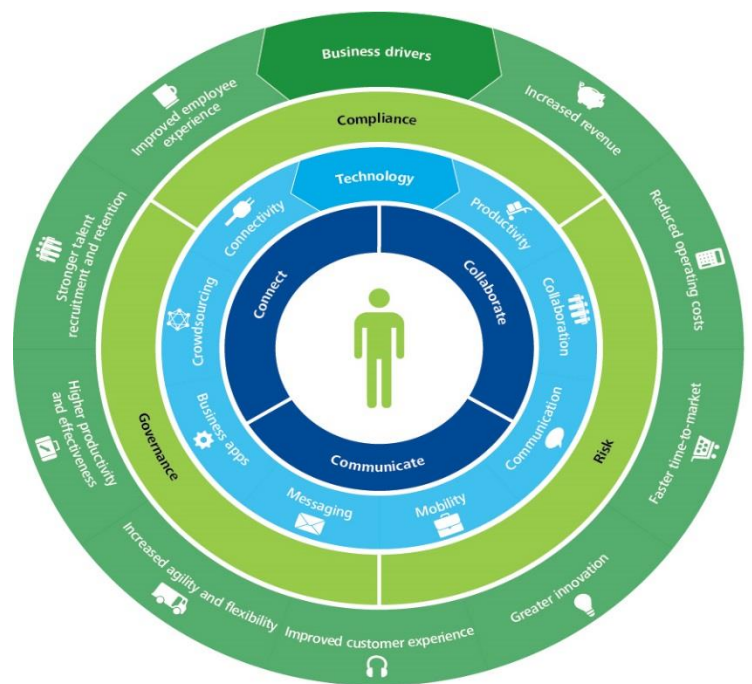 Business drivers
Increased revenue
Reduced operating costs
Faster time-to-market
Greater innovation
Improved customer experience
Increased agility and flexibility
Higher productivity
and effectiveness
Stronger talent
recruitment and retention
Improved employee
experience
Compliance
Risk
Governance
Technology
Productivity
Collaboration
Communication
Mobility
Messaging
Business apps
Crowdsourcing
Connectivity
Collaborate
Communicate
Connect